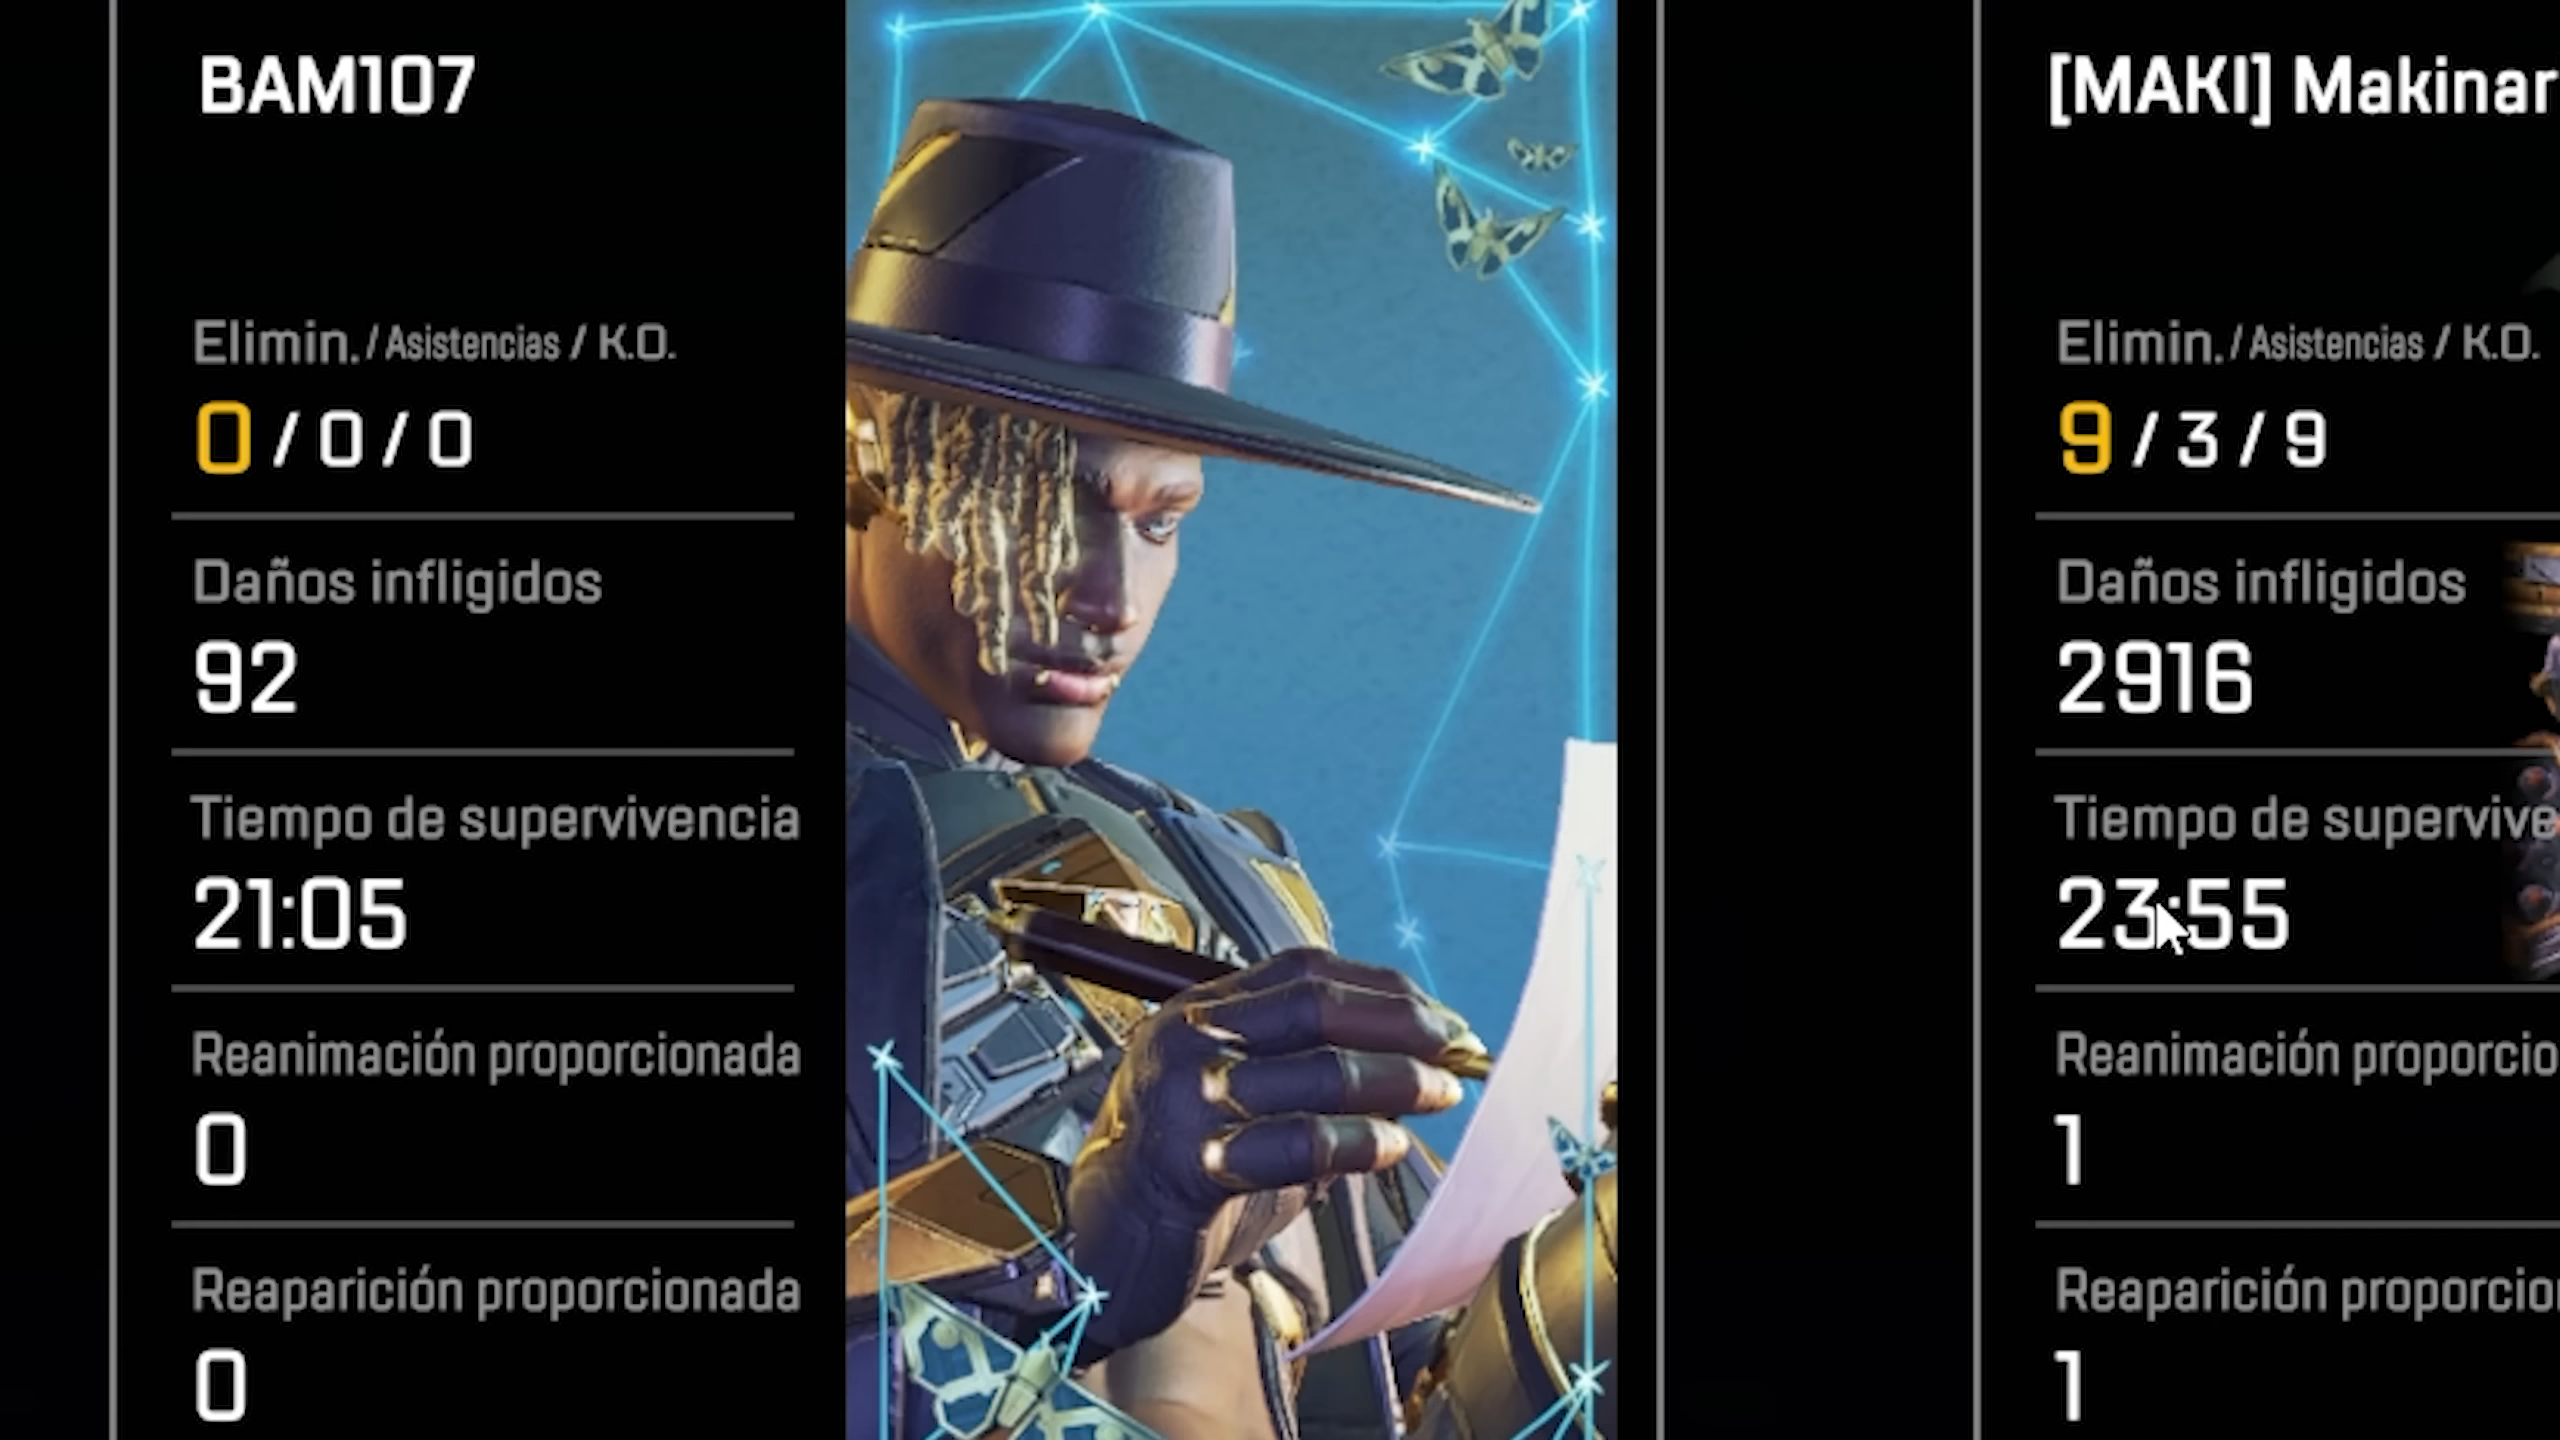 BAM107
Elimin. / Asistencias / K.O.
0 / 0 / 0
Daños infligidos
92
Tiempo de supervivencia
21:05
Reanimación proporcionada
0
Reaparición proporcionada
0
[MAKI] Makinar
Elimin. / Asistencias / K.O.
9 / 3 / 9
Daños infligidos
2916
Tiempo de supervive
23:55
Reanimación proporcio
1
Reaparición proporcio
1